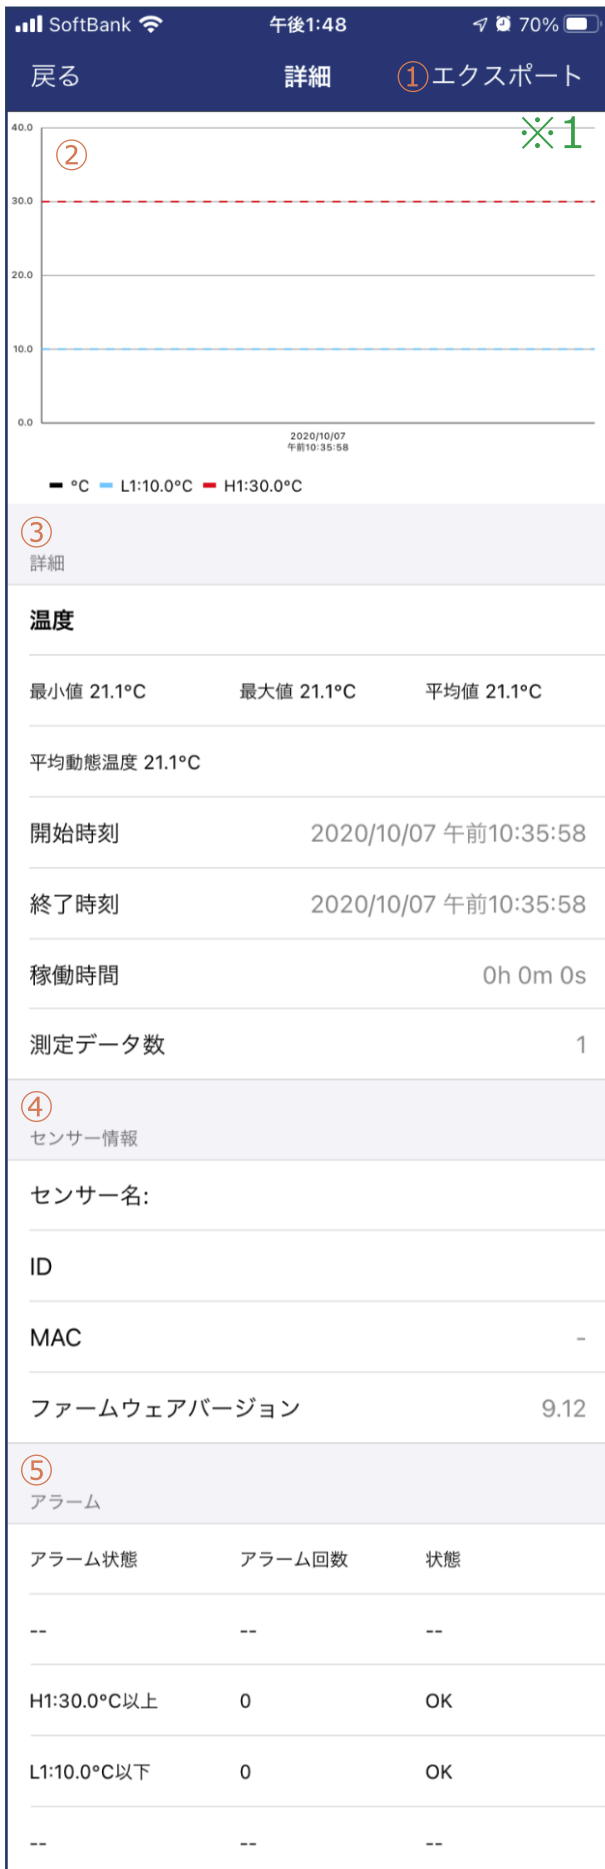 SoftBank 午後1:48 70%
戻る 詳細 ①エクスポート
※1
40.0
②
30.0
20.0
10.0
0.0
2020/10/07
午前10:35:58
°C L1:10.0°C H1:30.0°C
③
詳細
温度
最小値 21.1°C 最大値 21.1°C 平均値 21.1°C
平均動態温度 21.1°C
開始時刻 2020/10/07 午前10:35:58
終了時刻 2020/10/07 午前10:35:58
稼働時間 0h 0m 0s
測定データ数 1
④
センサー情報
センサー名:
ID
MAC -
ファームウェアバージョン 9.12
⑤
アラーム
アラーム状態 アラーム回数 状態
-- -- --
H1:30.0°C以上 0 OK
L1:10.0°C以下 0 OK
-- -- --